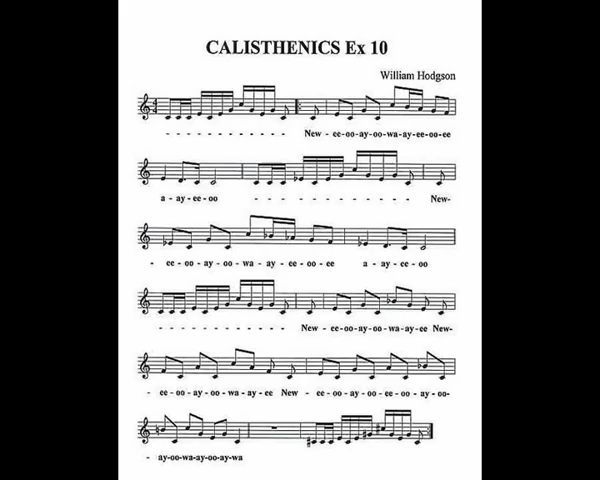 CALISTHENICS Ex 10
William Hodgson
- - - - - - - - - - - New - ee-oo-ay-oo-wa-ay-ee-oo-ee
a - ay - ee - oo - - - - - - - - - - - New-
- ee - oo - ay - oo - wa - ay - ee - oo - ee a - ay - ee - oo
- - - - - - - - - - - New - ee-oo-ay-oo-wa-ay-ee New-
- ee - oo - ay - oo - wa - ay - ee New - ee - oo - ay - oo - ee - oo - ay - oo-
- ay-oo-wa-ay-oo-ay-wa